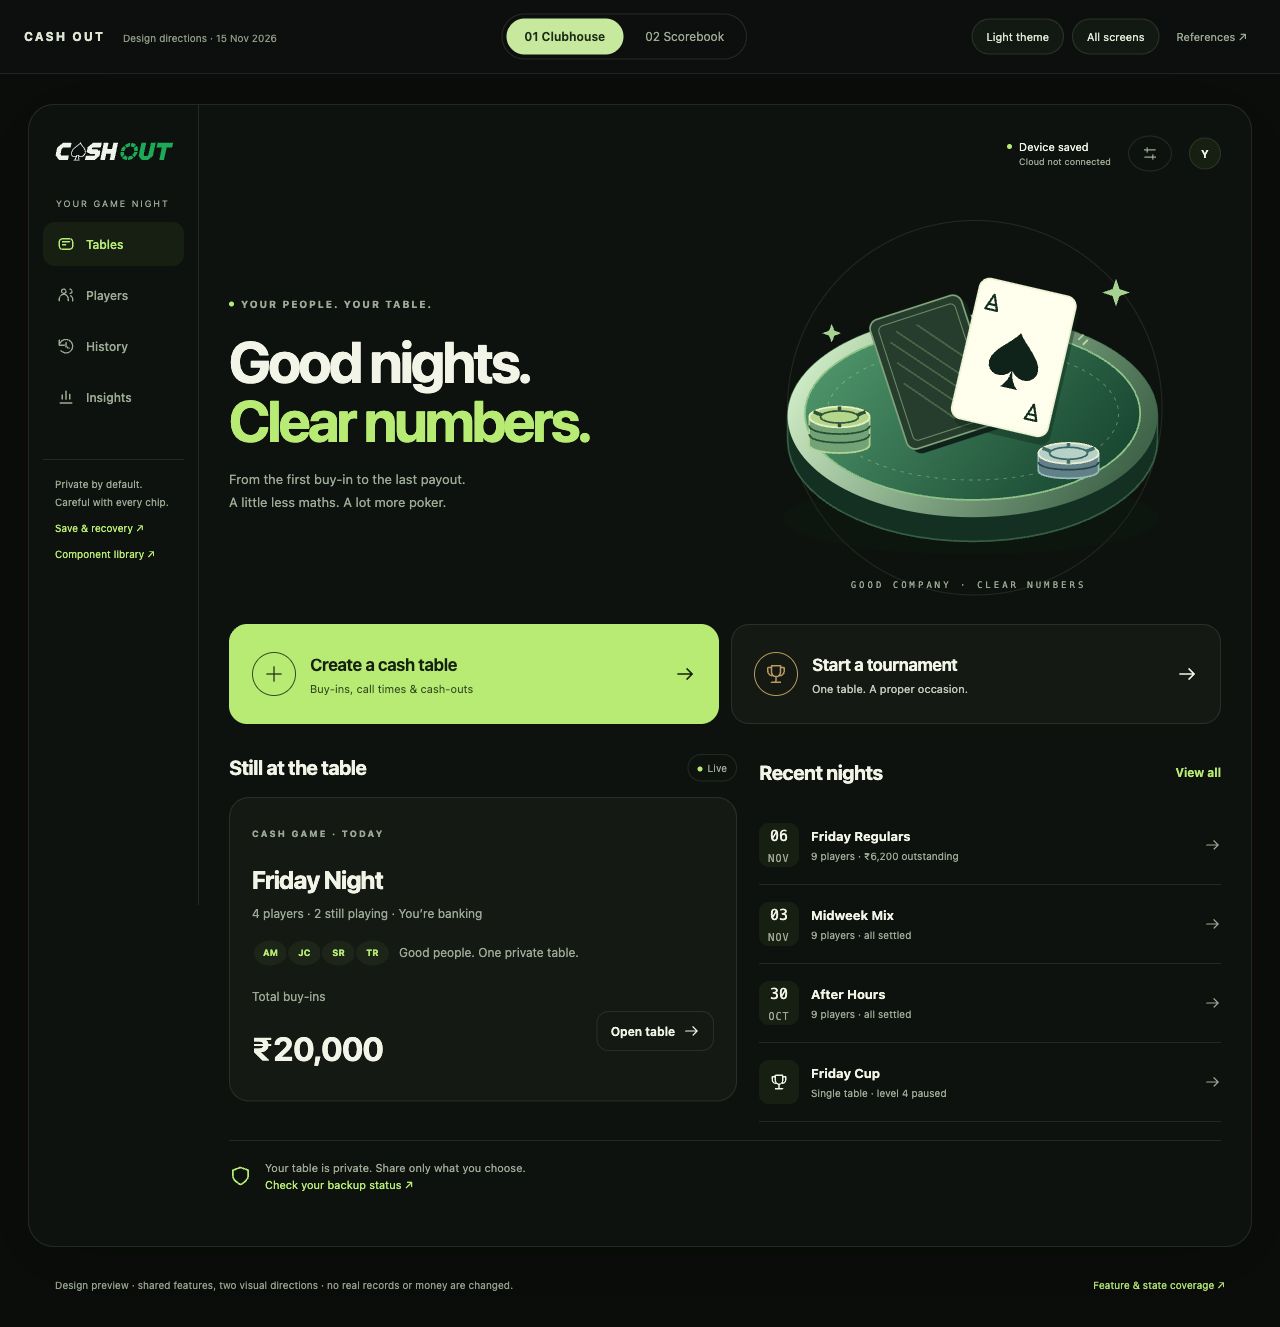 CASH OUT
Design directions · 15 Nov 2026
01 Clubhouse
02 Scorebook
Light theme
All screens
References ↗
CASH OUT
YOUR GAME NIGHT
Tables
Players
History
Insights
Private by default.
Careful with every chip.
Save & recovery ↗
Component library ↗
Device saved
Cloud not connected
Y
YOUR PEOPLE. YOUR TABLE.
Good nights.
Clear numbers.
From the first buy-in to the last payout.
A little less maths. A lot more poker.
A
A
GOOD COMPANY · CLEAR NUMBERS
Create a cash table
Buy-ins, call times & cash-outs
Start a tournament
One table. A proper occasion.
Still at the table
Live
CASH GAME · TODAY
Friday Night
4 players · 2 still playing · You're banking
AM JC SR TR Good people. One private table.
Total buy-ins
₹20,000
Open table
Recent nights
View all
06 NOV
Friday Regulars
9 players · ₹6,200 outstanding
03 NOV
Midweek Mix
9 players · all settled
30 OCT
After Hours
9 players · all settled
Friday Cup
Single table · level 4 paused
Your table is private. Share only what you choose.
Check your backup status ↗
Design preview · shared features, two visual directions · no real records or money are changed.
Feature & state coverage ↗